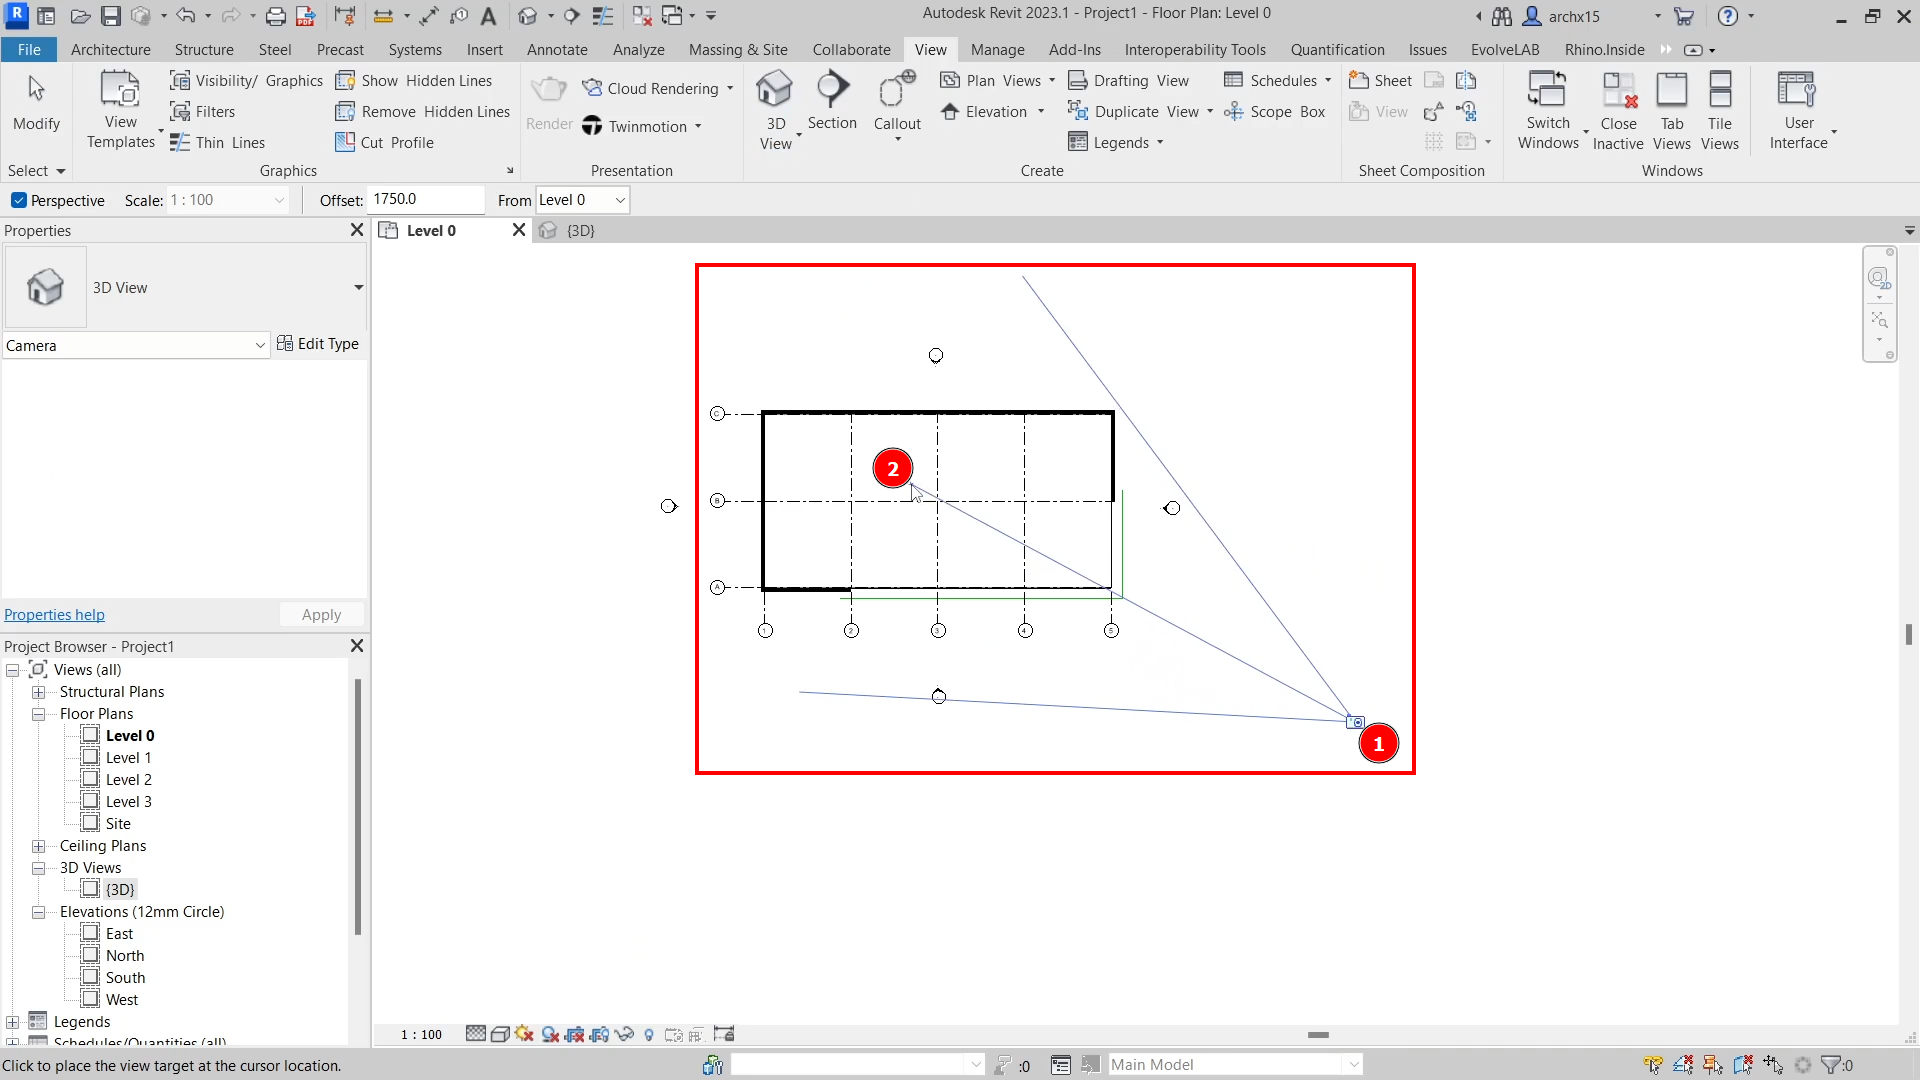 Autodesk Revit 2023.1 - Project1 - Floor Plan: Level 0
archx15
File Architecture Structure Steel Precast Systems Insert Annotate Analyze Massing & Site Collaborate View Manage Add-Ins Interoperability Tools Quantification Issues EvolveLAB Rhino.Inside
Modify
View Templates
Visibility/ Graphics
Filters
Thin Lines
Show Hidden Lines
Remove Hidden Lines
Cut Profile
Render
Cloud Rendering
Twinmotion
3D View
Section
Callout
Plan Views
Elevation
Drafting View
Duplicate View
Legends
Schedules
Scope Box
Sheet
View
Switch Windows
Close Inactive
Tab Views
Tile Views
User Interface
Select Graphics Presentation Create Sheet Composition Windows
Perspective Scale: 1 : 100 Offset: 1750.0 From Level 0
Properties
Level 0
{3D}
3D View
Camera
Edit Type
2D
C
B
A
1 2 3 4 5
2
1
Properties help
Apply
Project Browser - Project1
Views (all)
Structural Plans
Floor Plans
Level 0
Level 1
Level 2
Level 3
Site
Ceiling Plans
3D Views
{3D}
Elevations (12mm Circle)
East
North
South
West
Legends
Schedules/Quantities (all)
1 : 100
Click to place the view target at the cursor location.
:0
Main Model
:0